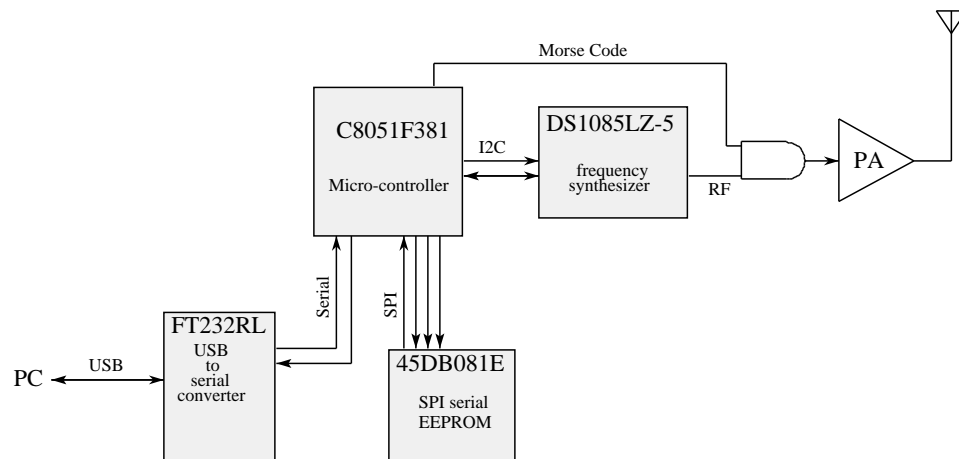 Morse Code
C8051F381
Micro-controller
I2C
DS1085LZ-5
frequency
synthesizer
RF
PA
Serial
SPI
FT232RL
USB
to
serial
converter
PC
USB
45DB081E
SPI serial
EEPROM